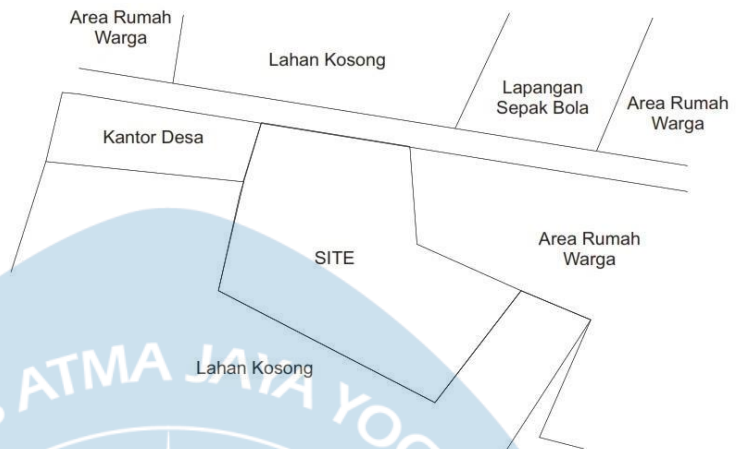 Area Rumah
Warga
Lahan Kosong
Lapangan
Sepak Bola
Area Rumah
Warga
Kantor Desa
SITE
Area Rumah
Warga
Lahan Kosong
S ATMA JAYA YOG